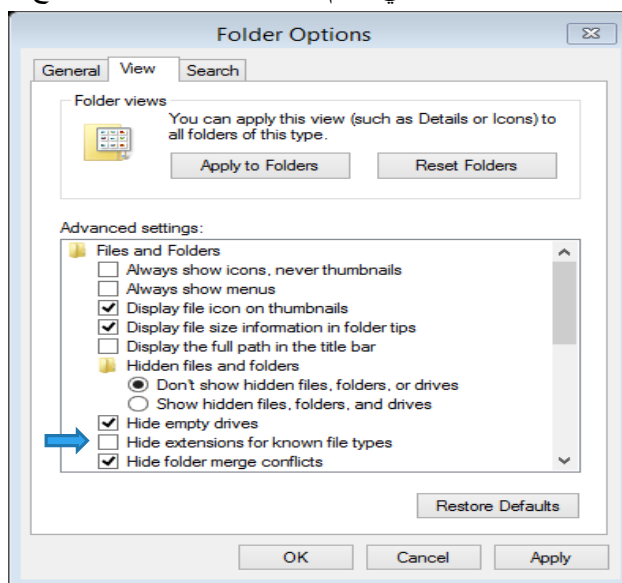 Folder Options
General View Search
Folder views
You can apply this view (such as Details or Icons) to
all folders of this type.
Apply to Folders Reset Folders
Advanced settings:
Files and Folders
Always show icons, never thumbnails
Always show menus
Display file icon on thumbnails
Display file size information in folder tips
Display the full path in the title bar
Hidden files and folders
Don't show hidden files, folders, or drives
Show hidden files, folders, and drives
Hide empty drives
Hide extensions for known file types
Hide folder merge conflicts
Restore Defaults
OK Cancel Apply